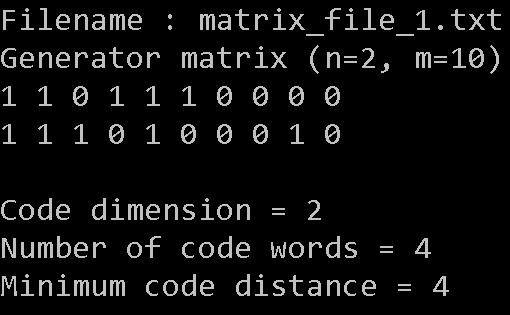 Filename : matrix_file_1.txt
Generator matrix (n=2, m=10)
1 1 0 1 1 1 0 0 0 0
1 1 1 0 1 0 0 0 1 0
Code dimension = 2
Number of code words = 4
Minimum code distance = 4